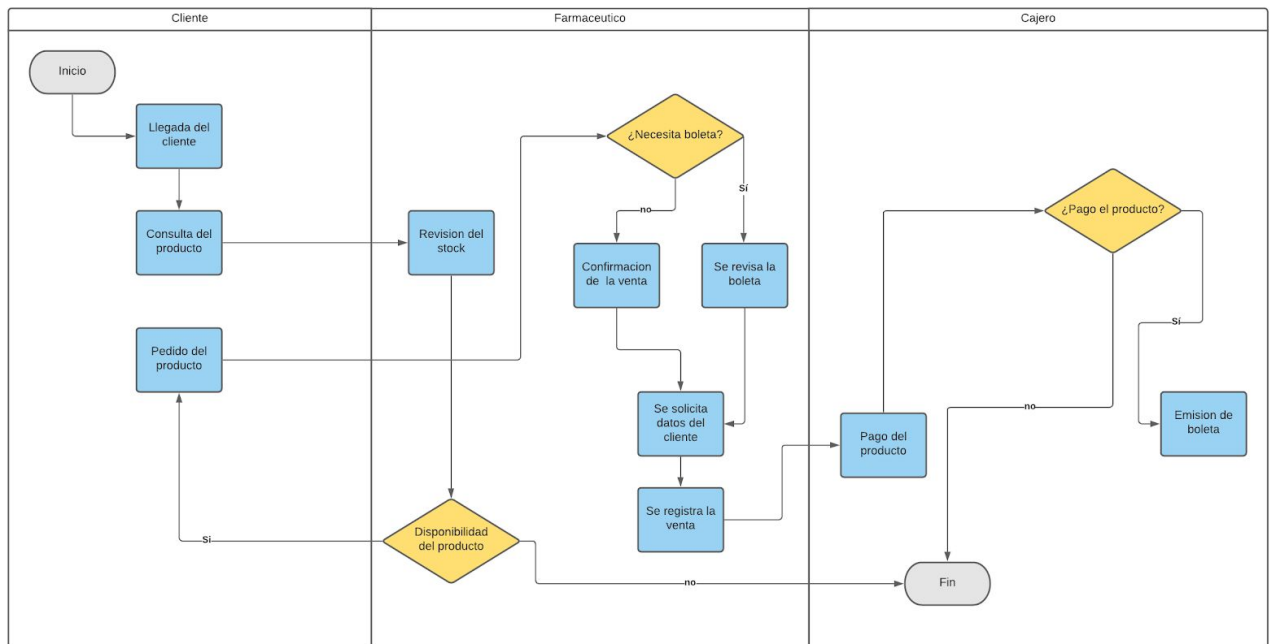 Cliente
Farmaceutico
Cajero
Inicio
Llegada del
cliente
Consulta del
producto
Revision del
stock
Disponibilidad
del producto
Si
no
Pedido del
producto
¿Necesita boleta?
no
Sí
Confirmacion
de la venta
Se revisa la
boleta
Se solicita
datos del
cliente
Se registra la
venta
Pago del
producto
¿Pago el producto?
no
Sí
Emision de
boleta
Fin